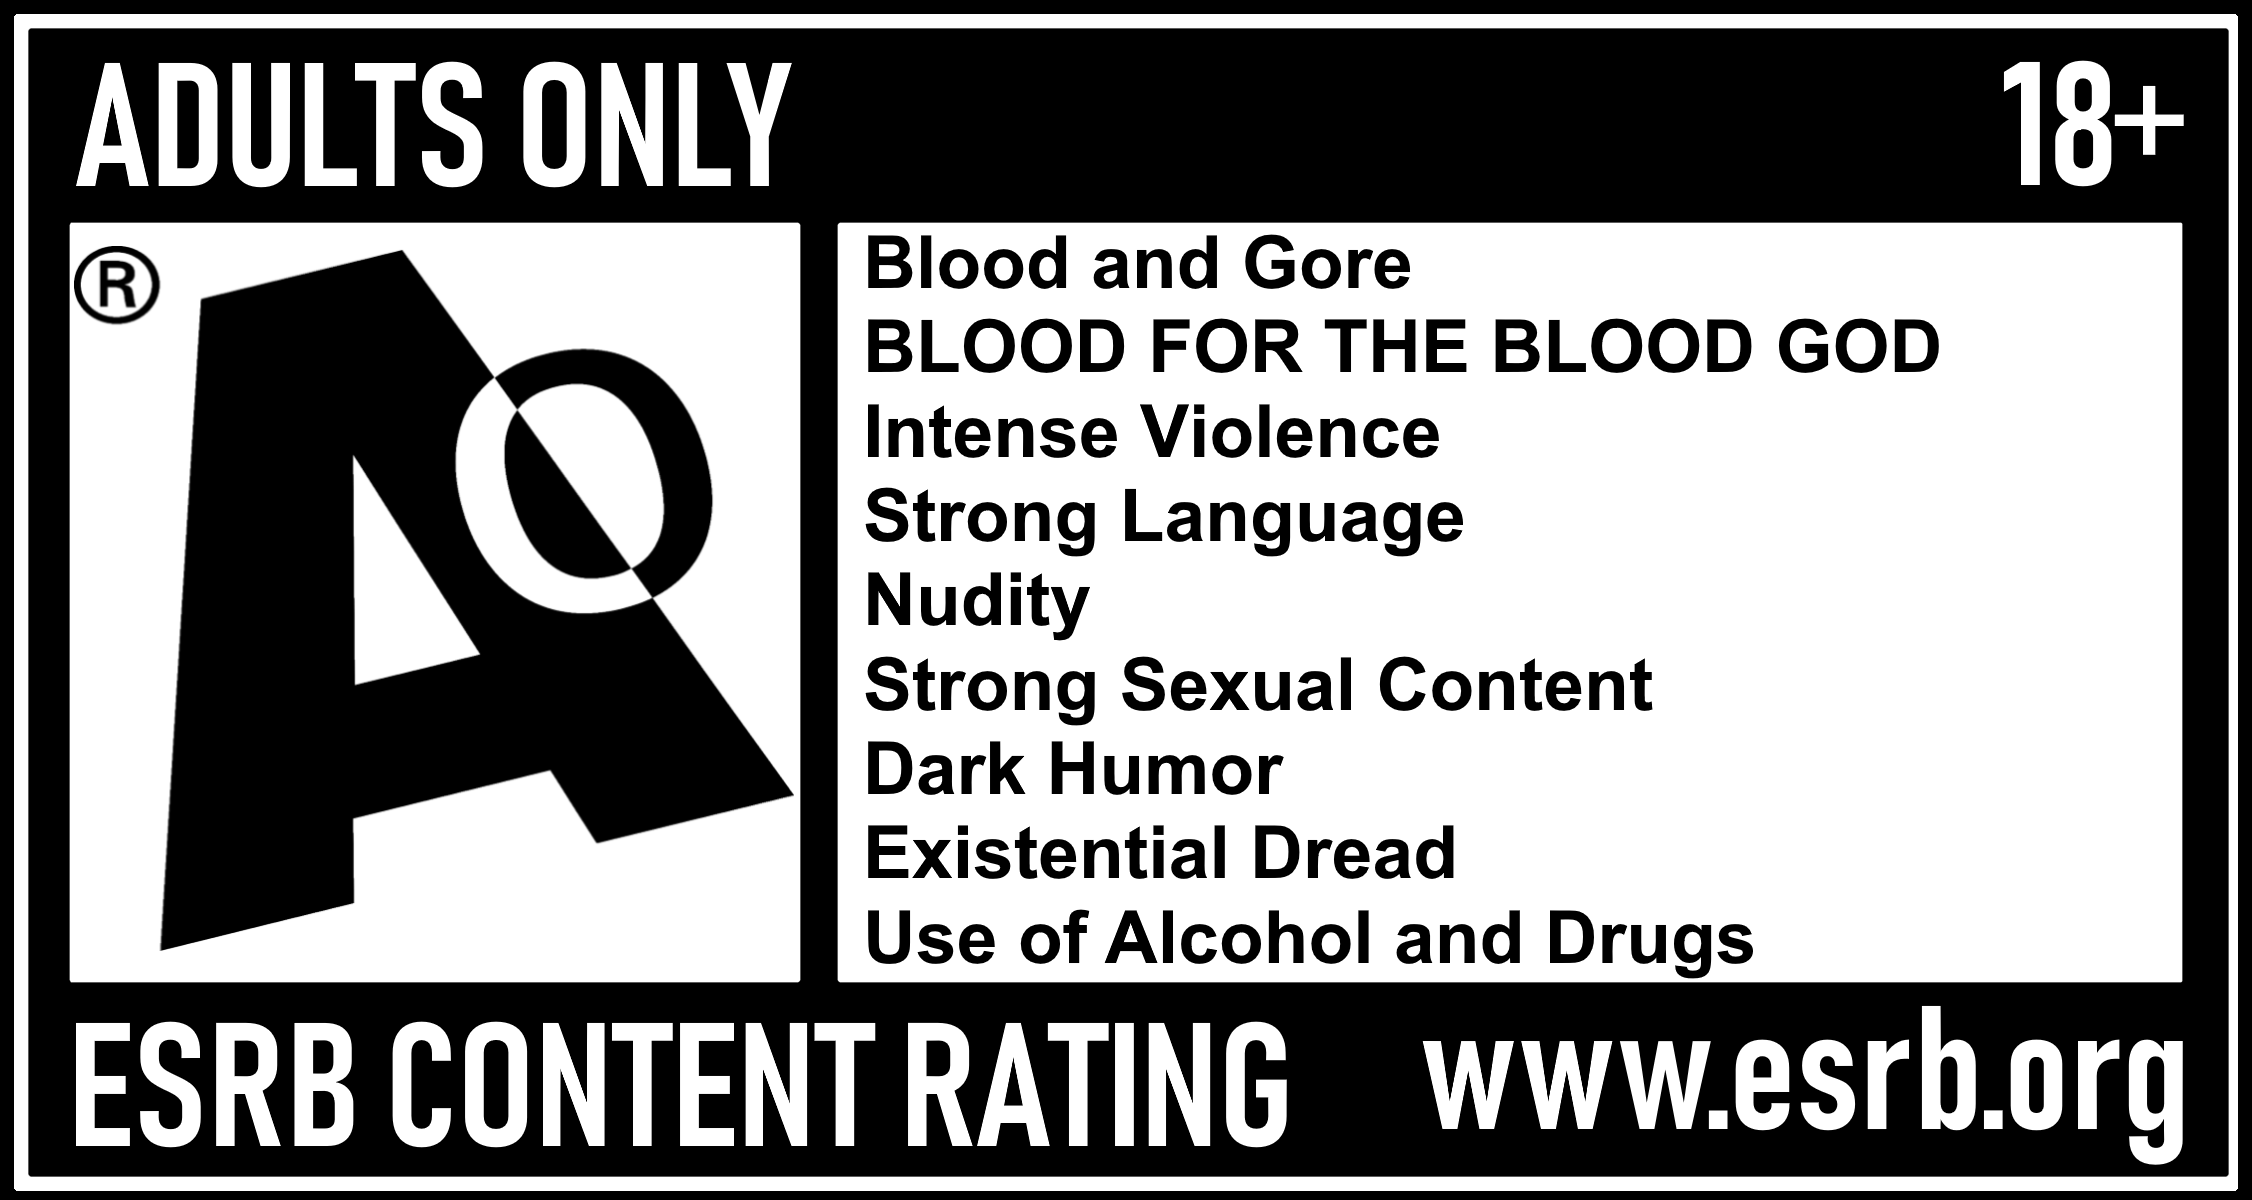 ADULTS ONLY 18+
®
AO
Blood and Gore
BLOOD FOR THE BLOOD GOD
Intense Violence
Strong Language
Nudity
Strong Sexual Content
Dark Humor
Existential Dread
Use of Alcohol and Drugs
ESRB CONTENT RATING www.esrb.org